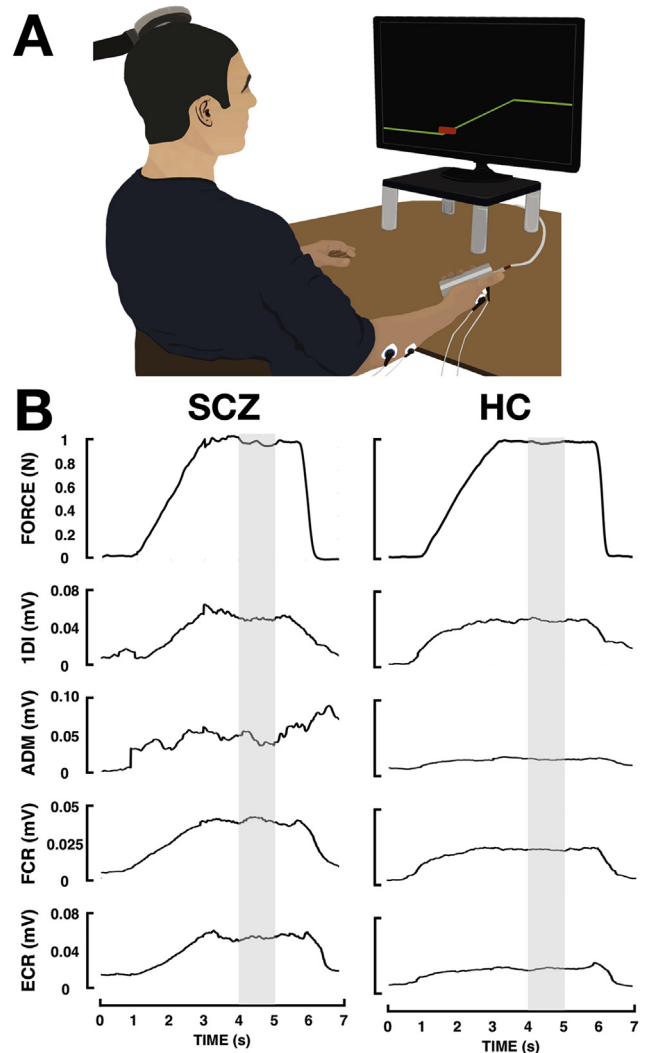 A
B
SCZ
HC
FORCE (N)
1
0.8
0.6
0.4
0.2
0
1DI (mV)
0.08
0.04
0
ADM (mV)
0.10
0.05
0
FCR (mV)
0.05
0.025
0
ECR (mV)
0.08
0.04
0
0 1 2 3 4 5 6 7
TIME (s)
0 1 2 3 4 5 6 7
TIME (s)